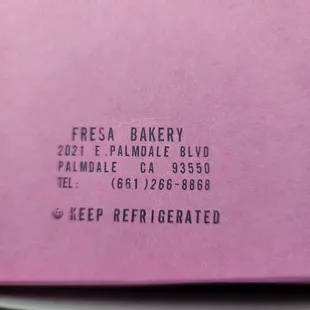 FRESA BAKERY
2021 E.PALMDALE BLVD
PALMDALE CA 93550
TEL: (661)266-8868
KEEP REFRIGERATED